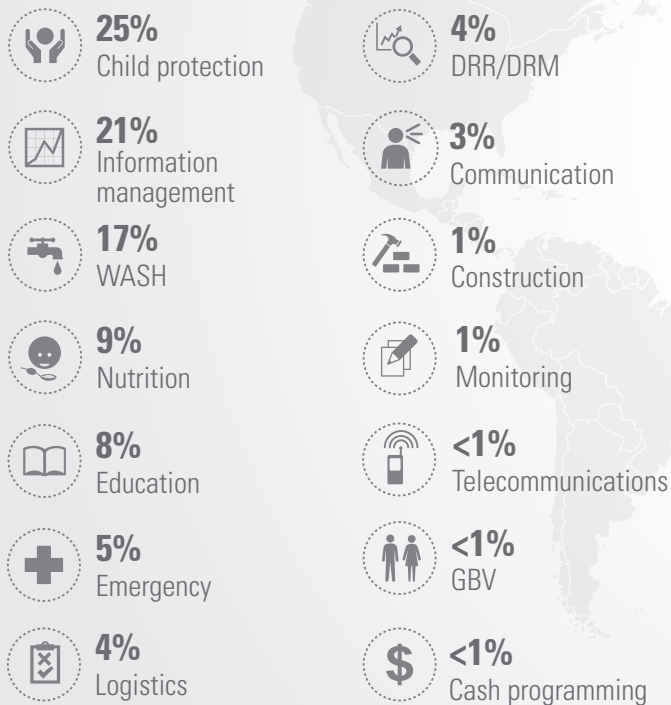 25%
Child protection
21%
Information
management
17%
WASH
9%
Nutrition
8%
Education
5%
Emergency
4%
Logistics
4%
DRR/DRM
3%
Communication
1%
Construction
1%
Monitoring
<1%
Telecommunications
<1%
GBV
<1%
Cash programming